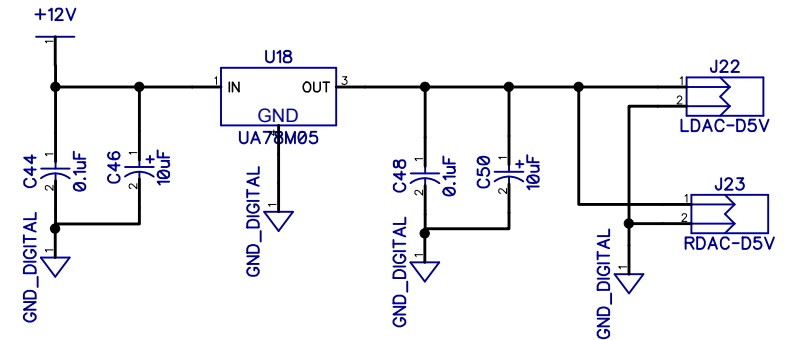 +12V
1
U18
1
IN
OUT
3
GND
4
UA78M05
1
2
C44
0.1uF
1
2
C46
+
10uF
1
2
C48
0.1uF
1
2
C50
+
10uF
J22
1
2
LDAC-D5V
J23
1
2
RDAC-D5V
1
GND_DIGITAL
1
GND_DIGITAL
1
GND_DIGITAL
1
GND_DIGITAL